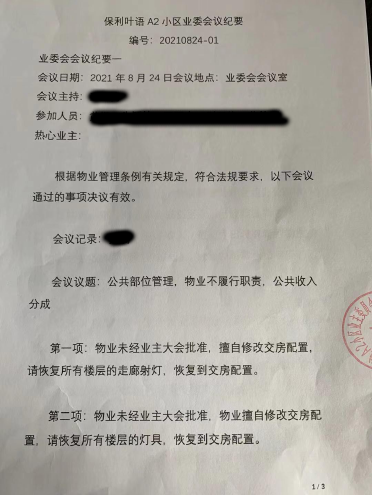 保利叶语 A2 小区业委会议纪要
编号：20210824-01
业委会会议纪要一
会议日期：2021 年 8 月 24 日会议地点：业委会会议室
会议主持：
参加人员：
热心业主：
根据物业管理条例有关规定，符合法规要求，以下会议
通过的事项决议有效。
会议记录：
会议议题：公共部位管理，物业不履行职责，公共收入
分成
第一项：物业未经业主大会批准，擅自修改交房配置，
请恢复所有楼层的走廊射灯，恢复到交房配置。
第二项：物业未经业主大会批准，物业擅自修改交房配
置，请恢复所有楼层的灯具，恢复到交房配置。
1 / 3